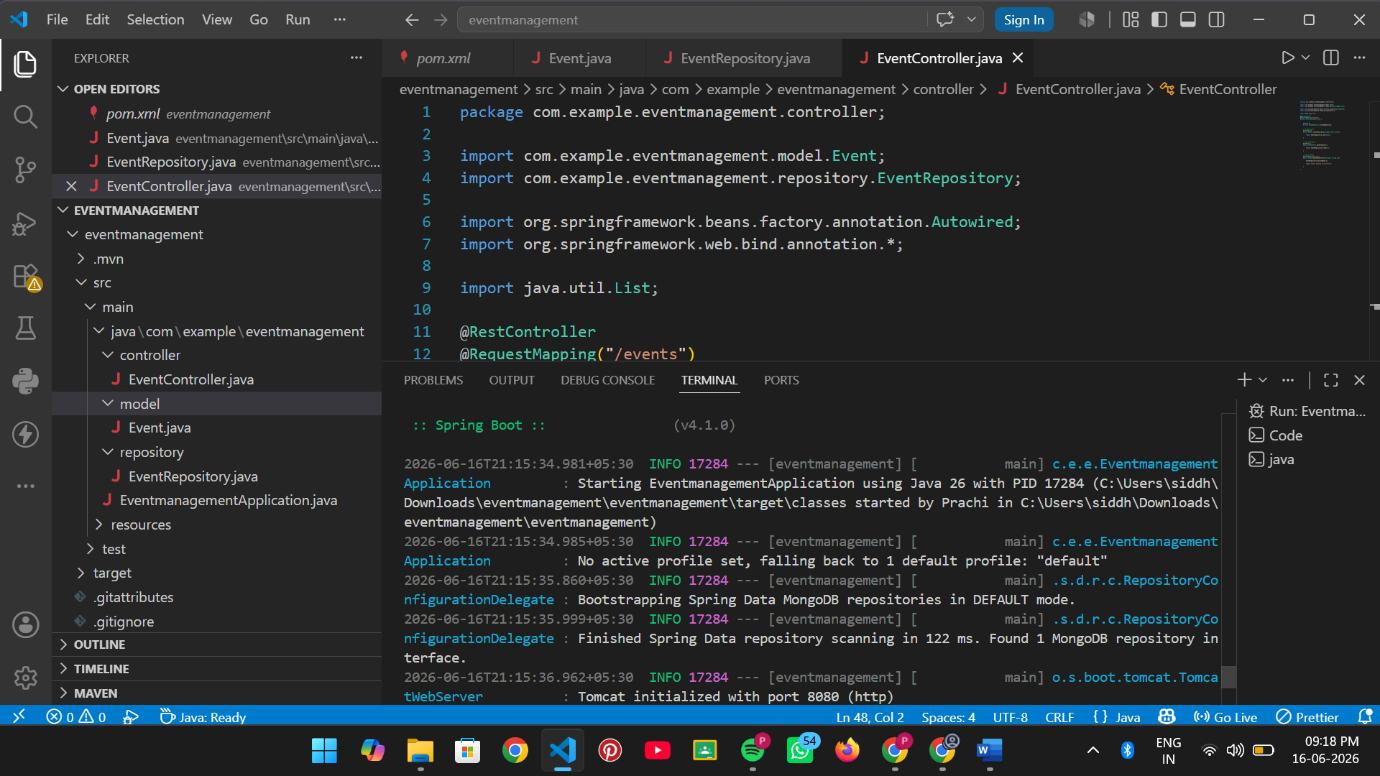 File Edit Selection View Go Run ··· eventmanagement Sign In
EXPLORER ···
OPEN EDITORS
pom.xml eventmanagement
Event.java eventmanagement\src\main\java\...
EventRepository.java eventmanagement\src...
EventController.java eventmanagement\src\...
EVENTMANAGEMENT
eventmanagement
.mvn
src
main
java\com\example\eventmanagement
controller
EventController.java
model
Event.java
repository
EventRepository.java
EventmanagementApplication.java
resources
test
target
.gitattributes
.gitignore
OUTLINE
TIMELINE
MAVEN
pom.xml Event.java EventRepository.java EventController.java
eventmanagement > src > main > java > com > example > eventmanagement > controller > EventController.java > EventController
1 package com.example.eventmanagement.controller;
2
3 import com.example.eventmanagement.model.Event;
4 import com.example.eventmanagement.repository.EventRepository;
5
6 import org.springframework.beans.factory.annotation.Autowired;
7 import org.springframework.web.bind.annotation.*;
8
9 import java.util.List;
10
11 @RestController
12 @RequestMapping("/events")
PROBLEMS OUTPUT DEBUG CONSOLE TERMINAL PORTS
:: Spring Boot :: (v4.1.0)
2026-06-16T21:15:34.981+05:30 INFO 17284 --- [eventmanagement] [ main] c.e.e.Eventmanagement
Application : Starting EventmanagementApplication using Java 26 with PID 17284 (C:\Users\siddh\
Downloads\eventmanagement\eventmanagement\target\classes started by Prachi in C:\Users\siddh\Downloads\
eventmanagement\eventmanagement)
2026-06-16T21:15:34.985+05:30 INFO 17284 --- [eventmanagement] [ main] c.e.e.Eventmanagement
Application : No active profile set, falling back to 1 default profile: "default"
2026-06-16T21:15:35.860+05:30 INFO 17284 --- [eventmanagement] [ main] .s.d.r.c.RepositoryCo
nfigurationDelegate : Bootstrapping Spring Data MongoDB repositories in DEFAULT mode.
2026-06-16T21:15:35.999+05:30 INFO 17284 --- [eventmanagement] [ main] .s.d.r.c.RepositoryCo
nfigurationDelegate : Finished Spring Data repository scanning in 122 ms. Found 1 MongoDB repository in
terface.
2026-06-16T21:15:36.962+05:30 INFO 17284 --- [eventmanagement] [ main] o.s.boot.tomcat.Tomca
tWebServer : Tomcat initialized with port 8080 (http)
Run: Eventma...
Code
java
0 0 Java: Ready Ln 48, Col 2 Spaces: 4 UTF-8 CRLF { } Java Go Live Prettier
P 54 P W ENG
IN
09:18 PM
16-06-2026